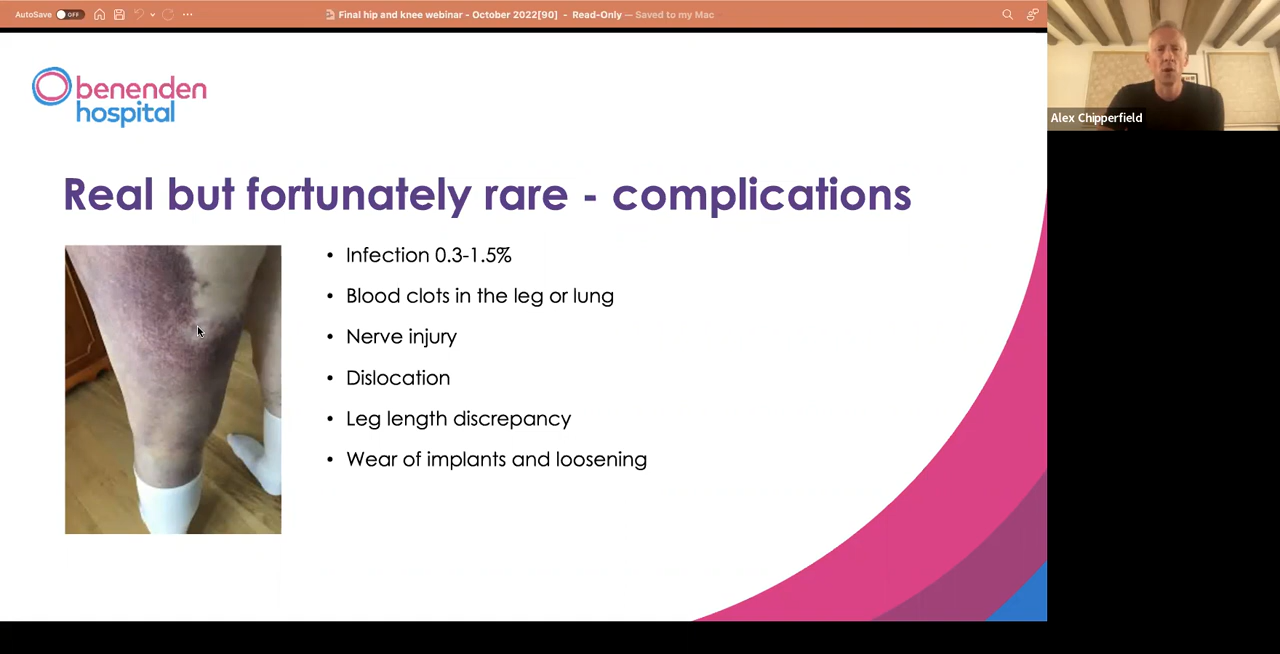 AutoSave OFF
Final hip and knee webinar - October 2022[90] - Read-Only — Saved to my Mac
Alex Chipperfield
benenden
hospital
Real but fortunately rare - complications
• Infection 0.3-1.5%
• Blood clots in the leg or lung
• Nerve injury
• Dislocation
• Leg length discrepancy
• Wear of implants and loosening